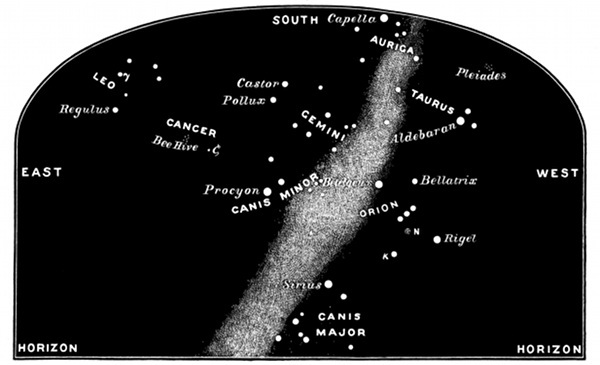 SOUTH Capella
AURIGA
Pleiades
LEO
Castor
Pollux
TAURUS
Regulus
GEMINI
CANCER
Aldebaran
Bee Hive ζ
EAST
WEST
Procyon
CANIS MINOR
Bellatrix
ORION
N
Rigel
K
Sirius
CANIS
MAJOR
HORIZON
HORIZON